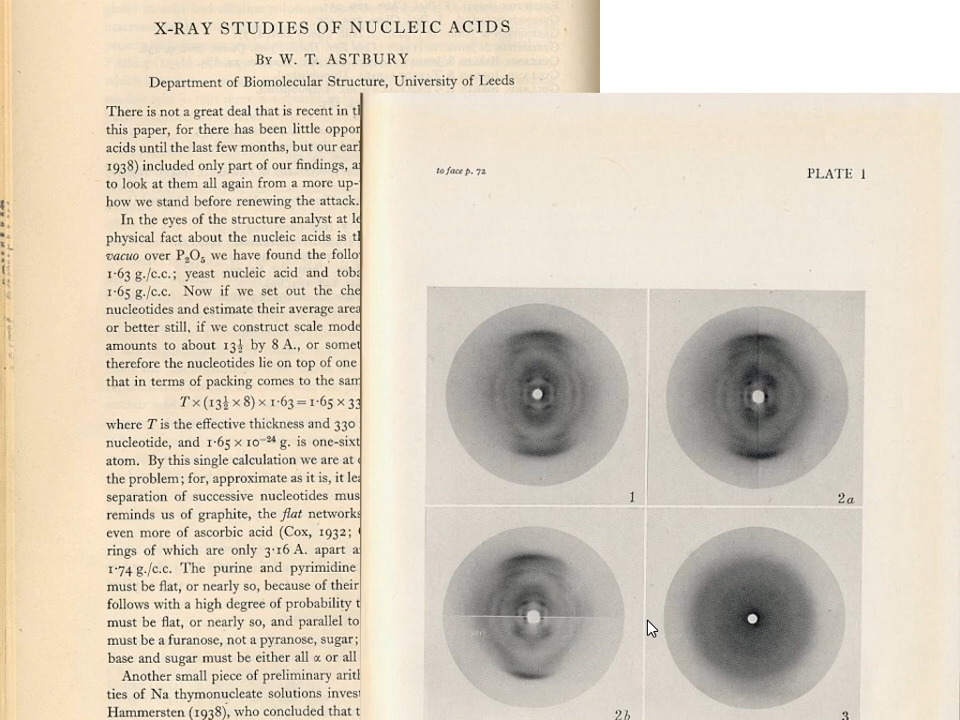 X-RAY STUDIES OF NUCLEIC ACIDS
By W. T. ASTBURY
Department of Biomolecular Structure, University of Leeds
There is not a great deal that is recent in
this paper, for there has been little oppor
acids until the last few months, but our earl
1938) included only part of our findings, a
to look at them all again from a more up-
how we stand before renewing the attack.
In the eyes of the structure analyst at le
physical fact about the nucleic acids is
vacuo over P₂O₅ we have found the follo
1·63 g./c.c.; yeast nucleic acid and toba
1·65 g./c.c. Now if we set out the che
nucleotides and estimate their average area
or better still, if we construct scale mode
amounts to about 13½ by 8 A., or somet
therefore the nucleotides lie on top of one
that in terms of packing comes to the sam
T × (13½ × 8) × 1·63 = 1·65 × 33
where T is the effective thickness and 330
nucleotide, and 1·65 × 10⁻²⁴ g. is one-sixt
atom. By this single calculation we are at
the problem; for, approximate as it is, it lea
separation of successive nucleotides mus
reminds us of graphite, the flat networks
even more of ascorbic acid (Cox, 1932;
rings of which are only 3·16 A. apart a
1·74 g./c.c. The purine and pyrimidine
must be flat, or nearly so, because of their
follows with a high degree of probability t
must be flat, or nearly so, and parallel to
must be a furanose, not a pyranose, sugar;
base and sugar must be either all α or all
Another small piece of preliminary arit
ties of Na thymonucleate solutions inves
Hammersten (1938), who concluded that t
to face p. 72
PLATE 1
1
2a
2b
3